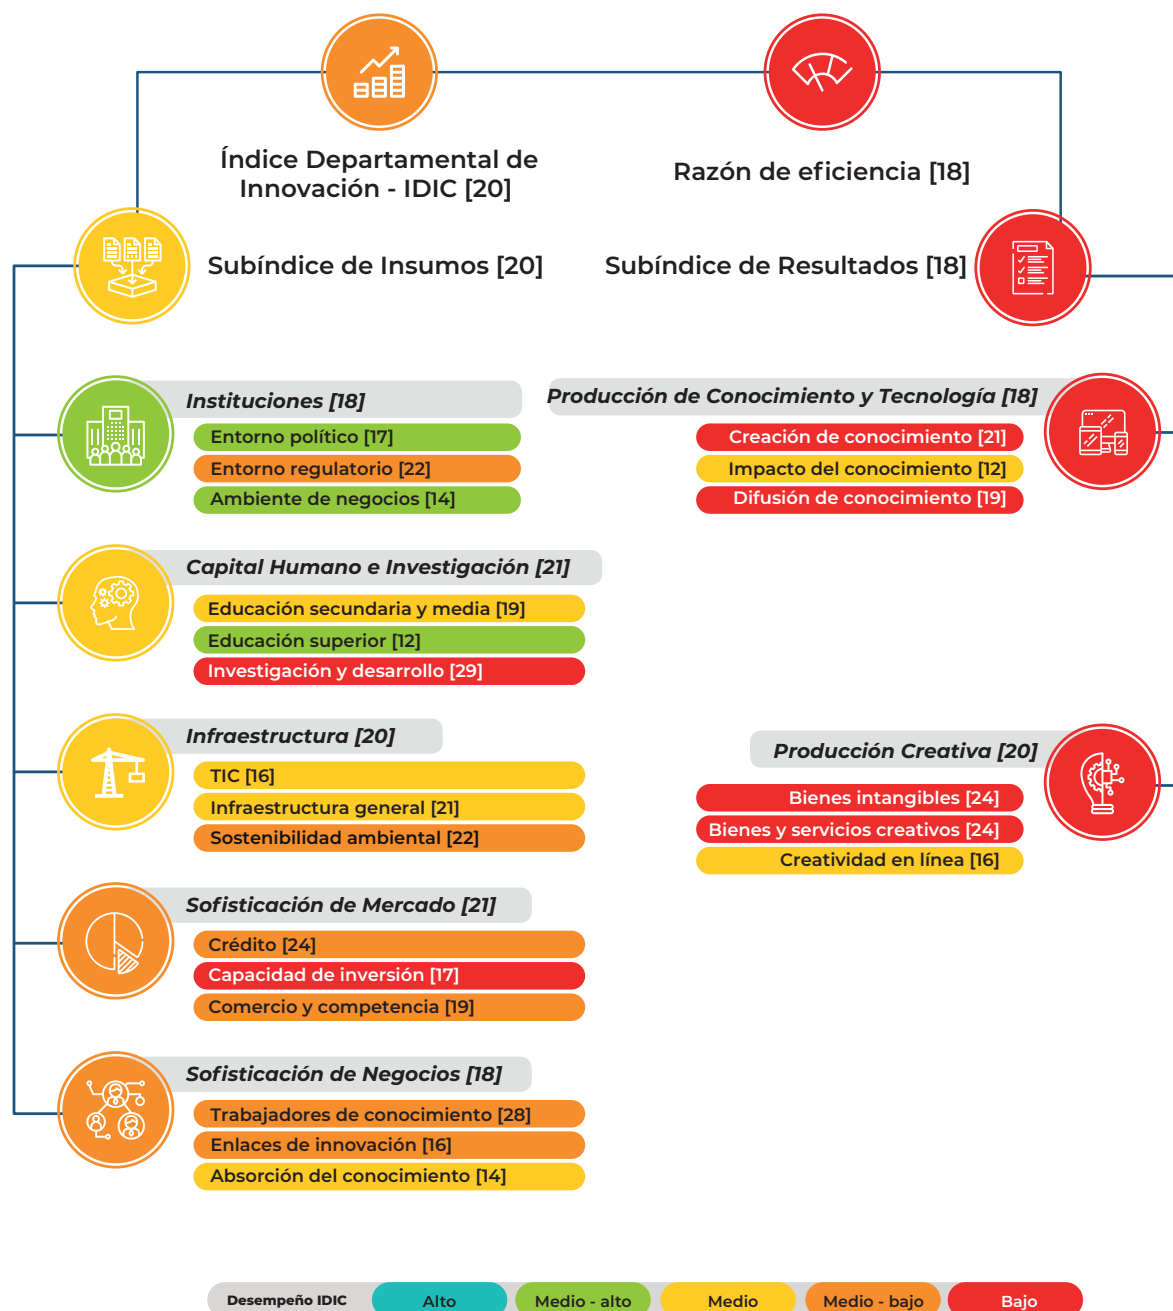 Índice Departamental de
Innovación - IDIC [20]
Razón de eficiencia [18]
Subíndice de Insumos [20]
Subíndice de Resultados [18]
Instituciones [18]
Entorno político [17]
Entorno regulatorio [22]
Ambiente de negocios [14]
Capital Humano e Investigación [21]
Educación secundaria y media [19]
Educación superior [12]
Investigación y desarrollo [29]
Infraestructura [20]
TIC [16]
Infraestructura general [21]
Sostenibilidad ambiental [22]
Sofisticación de Mercado [21]
Crédito [24]
Capacidad de inversión [17]
Comercio y competencia [19]
Sofisticación de Negocios [18]
Trabajadores de conocimiento [28]
Enlaces de innovación [16]
Absorción del conocimiento [14]
Producción de Conocimiento y Tecnología [18]
Creación de conocimiento [21]
Impacto del conocimiento [12]
Difusión de conocimiento [19]
Producción Creativa [20]
Bienes intangibles [24]
Bienes y servicios creativos [24]
Creatividad en línea [16]
Desempeño IDIC
Alto
Medio - alto
Medio
Medio - bajo
Bajo